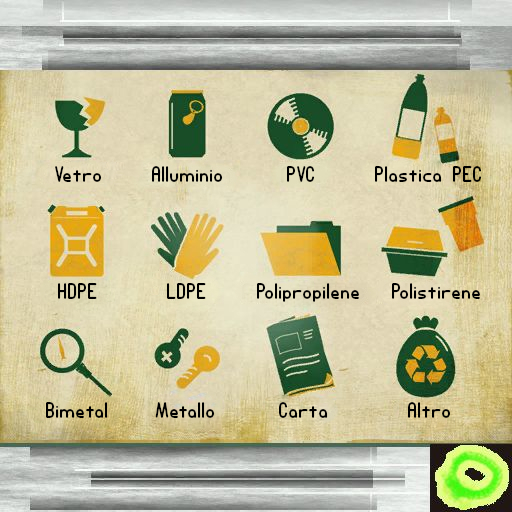 Vetro Alluminio PVC Plastica PEC
HDPE LDPE Polipropilene Polistirene
Bimetal Metallo Carta Altro